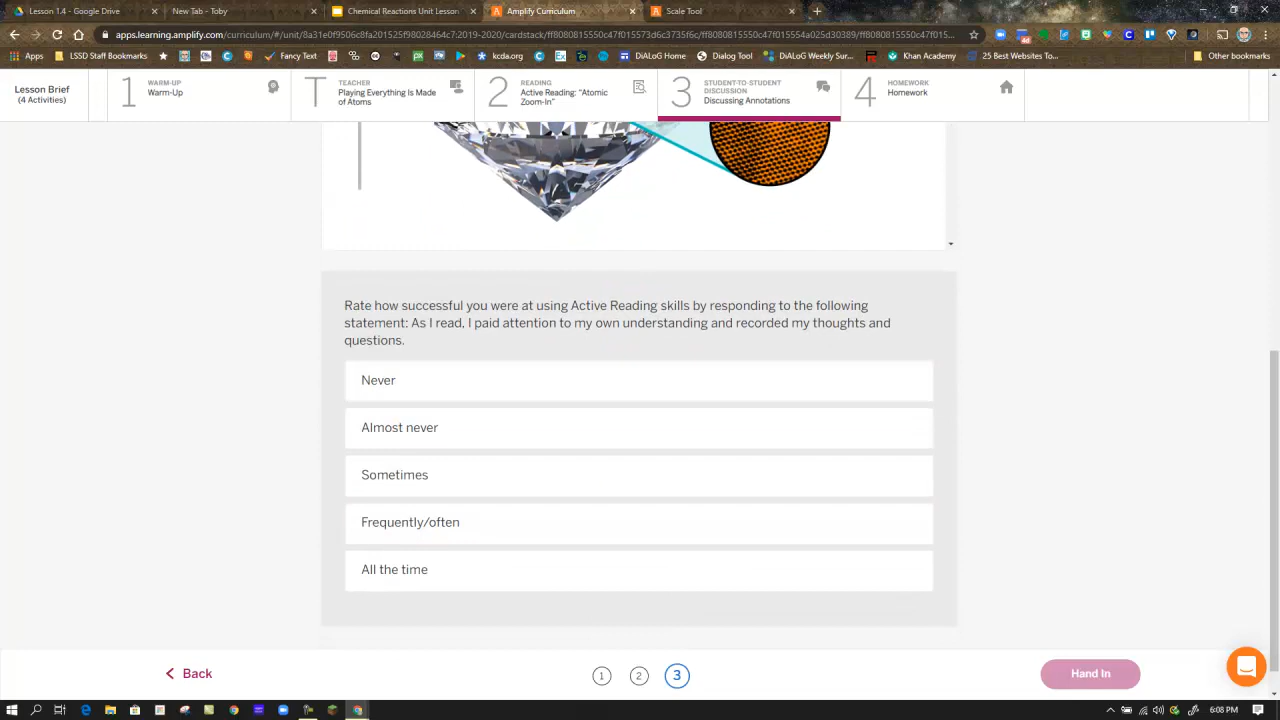 Lesson 1.4 - Google Drive
New Tab - Toby
Chemical Reactions Unit Lesson
Amplify Curriculum
Scale Tool
apps.learning.amplify.com/curriculum/#/unit/8a31e0f9506c8fa201525f98028464c7:2019-2020/cardstack/ff808081550c47f015573d6c3735f6c/ff808081550c47f015554a025d30389/ff808081550c47f015...
Apps
LSSD Staff Bookmarks
Fancy Text
kcda.org
DiALoG Home
Dialog Tool
DiALoG Weekly Sur...
Khan Academy
25 Best Websites To...
Other bookmarks
Lesson Brief
(4 Activities)
1
WARM-UP
Warm-Up
T
TEACHER
Playing Everything Is Made
of Atoms
2
READING
Active Reading: "Atomic
Zoom-In"
3
STUDENT-TO-STUDENT
DISCUSSION
Discussing Annotations
4
HOMEWORK
Homework
Rate how successful you were at using Active Reading skills by responding to the following
statement: As I read, I paid attention to my own understanding and recorded my thoughts and
questions.
Never
Almost never
Sometimes
Frequently/often
All the time
Back
1
2
3
Hand In
6:08 PM